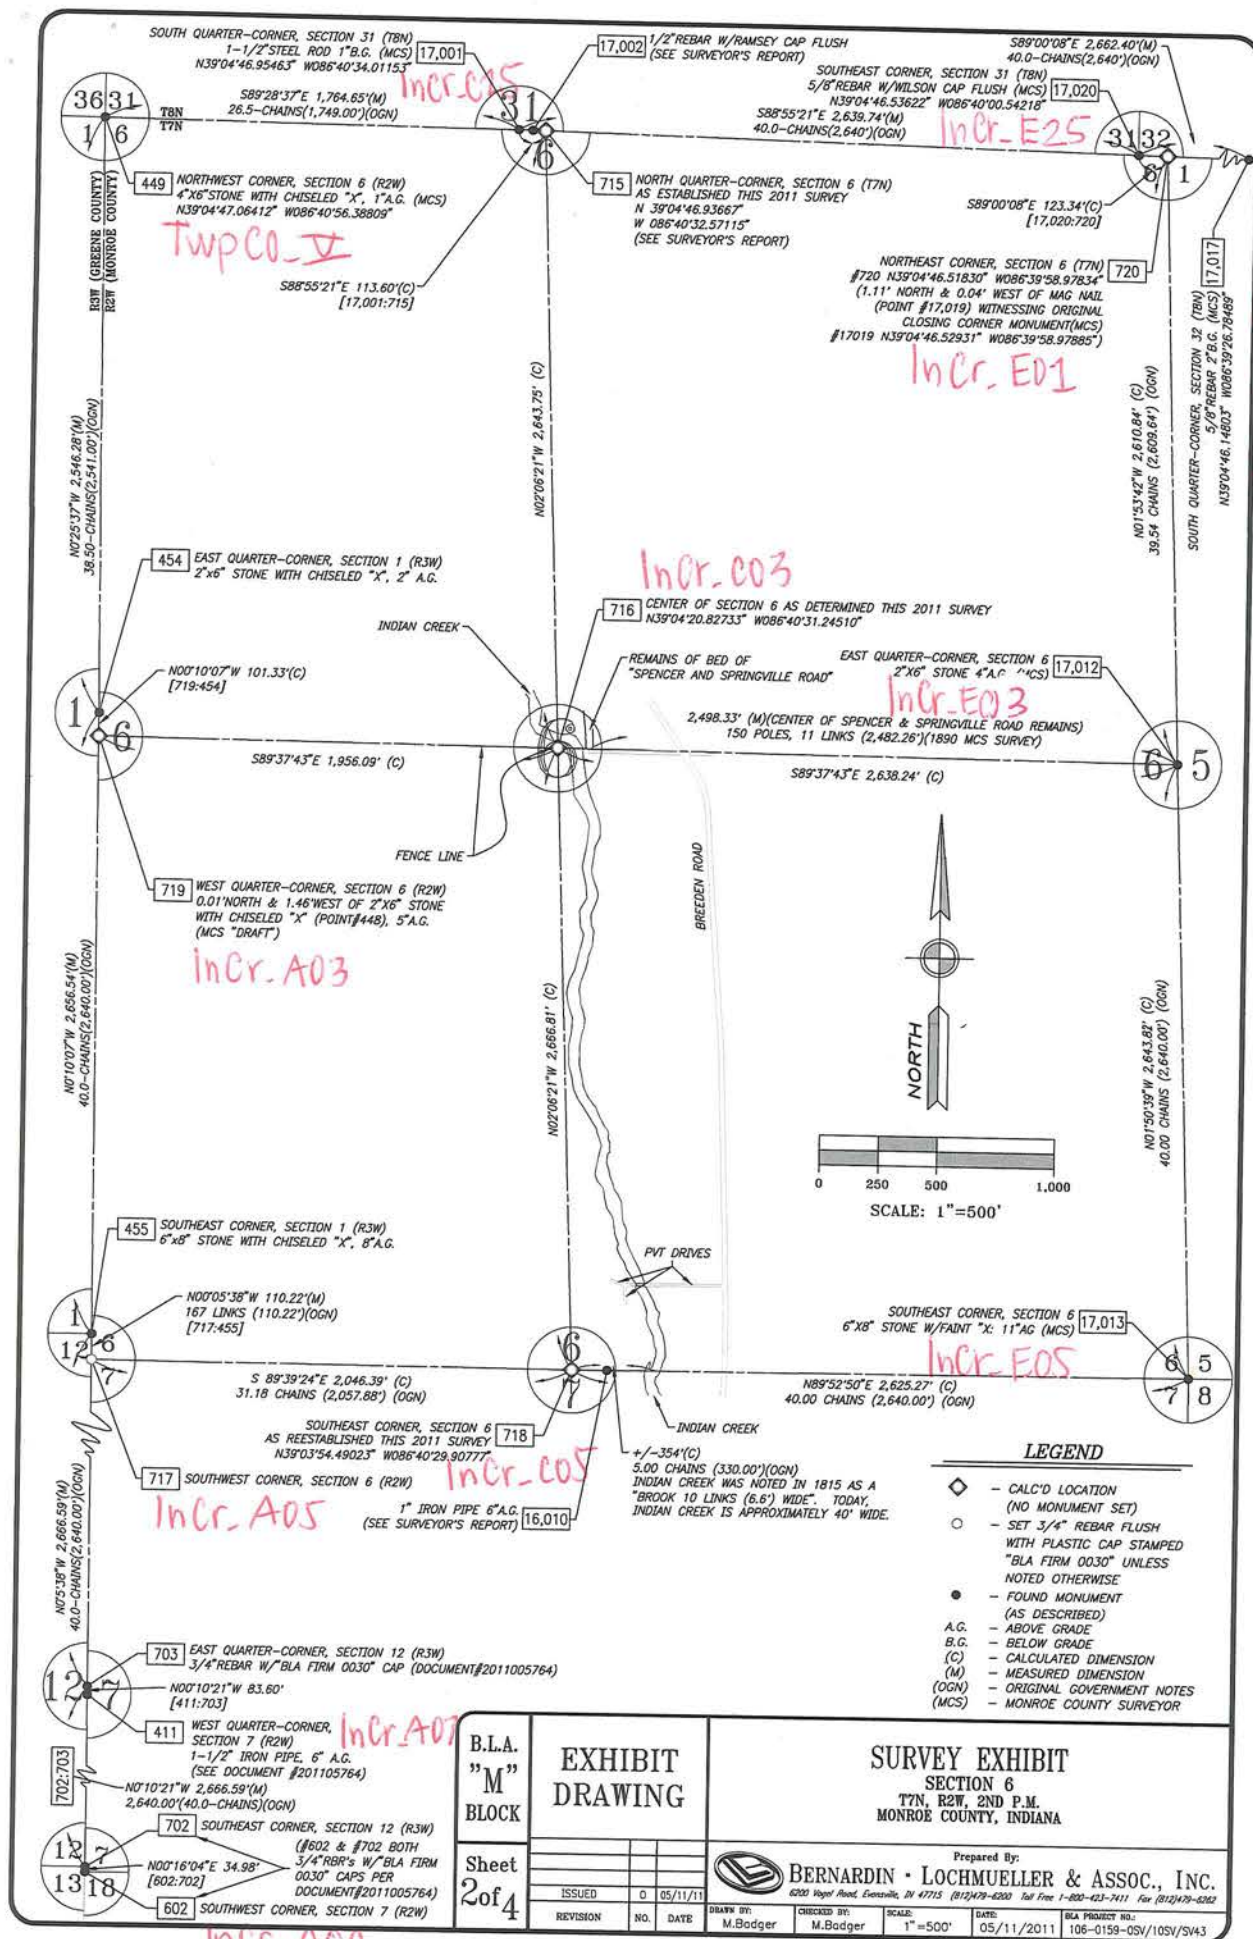 SOUTH QUARTER-CORNER, SECTION 31 (T8N)
1-1/2"STEEL ROD 1"B.G. (MCS)
17,001
N39°04'46.95463" W086°40'34.01153"
InCr_C25
17,002
1/2"REBAR W/RAMSEY CAP FLUSH
(SEE SURVEYOR'S REPORT)
S89°00'08"E 2,662.40'(M)
40.0-CHAINS(2,640')(OGN)
SOUTHEAST CORNER, SECTION 31 (T8N)
5/8"REBAR W/WILSON CAP FLUSH (MCS)
17,020
N39°04'46.53622" W086°40'00.54218"
InCr_E25
36 31
1 6
T8N
T7N
S89°28'37"E 1,764.65'(M)
26.5-CHAINS(1,749.00')(OGN)
31
6
S88°55'21"E 2,639.74'(M)
40.0-CHAINS(2,640')(OGN)
31 32
6 1
449
NORTHWEST CORNER, SECTION 6 (R2W)
4"X6"STONE WITH CHISELED "X", 1"A.G. (MCS)
N39°04'47.06412" W086°40'56.38809"
TwpCO_V
715
NORTH QUARTER-CORNER, SECTION 6 (T7N)
AS ESTABLISHED THIS 2011 SURVEY
N 39°04'46.93667"
W 086°40'32.57115"
(SEE SURVEYOR'S REPORT)
S89°00'08"E 123.34'(C)
[17,020:720]
R3W (GREENE COUNTY)
R2W (MONROE COUNTY)
S88°55'21"E 113.60'(C)
[17,001:715]
NORTHEAST CORNER, SECTION 6 (T7N)
720
#720 N39°04'46.51830" W086°39'58.97834"
(1.11' NORTH & 0.04' WEST OF MAG NAIL
(POINT #17,019) WITNESSING ORIGINAL
CLOSING CORNER MONUMENT(MCS)
#17019 N39°04'46.52931" W086°39'58.97885")
InCr_E01
17,017
SOUTH QUARTER-CORNER, SECTION 32 (T8N)
5/8"REBAR 2"B.G. (MCS)
N39°04'46.14803" W086°39'26.78489"
N0°25'37"W 2,546.28'(M)
38.50-CHAINS(2,541.00')(OGN)
N02°06'21"W 2,643.75' (C)
N01°53'42"W 2,610.84' (C)
39.54 CHAINS (2,609.64') (OGN)
454
EAST QUARTER-CORNER, SECTION 1 (R3W)
2"x6" STONE WITH CHISELED "X", 2" A.G.
InCr_C03
716
CENTER OF SECTION 6 AS DETERMINED THIS 2011 SURVEY
N39°04'20.82733" W086°40'31.24510"
INDIAN CREEK
N00°10'07"W 101.33'(C)
[719:454]
REMAINS OF BED OF
"SPENCER AND SPRINGVILLE ROAD"
EAST QUARTER-CORNER, SECTION 6
2"X6" STONE 4"A.G.
17,012
InCr_E03
1
6
2,498.33' (M)(CENTER OF SPENCER & SPRINGVILLE ROAD REMAINS)
150 POLES, 11 LINKS (2,482.26')(1890 MCS SURVEY)
S89°37'43"E 1,956.09' (C)
S89°37'43"E 2,638.24' (C)
6 5
FENCE LINE
BREEDEN ROAD
719
WEST QUARTER-CORNER, SECTION 6 (R2W)
0.01'NORTH & 1.46'WEST OF 2"X6" STONE
WITH CHISELED "X" (POINT#448), 5"A.G.
(MCS "DRAFT")
InCr_A03
N0°10'07"W 2,656.54'(M)
40.0-CHAINS(2,640.00')(OGN)
N02°06'21"W 2,666.81' (C)
N01°50'39"W 2,643.82' (C)
40.00 CHAINS (2,640.00') (OGN)
NORTH
0 250 500 1,000
SCALE: 1"=500'
455
SOUTHEAST CORNER, SECTION 1 (R3W)
6"x8" STONE WITH CHISELED "X", 8"A.G.
PVT DRIVES
N00°05'38"W 110.22'(M)
167 LINKS (110.22')(OGN)
[717:455]
SOUTHEAST CORNER, SECTION 6
6"X8" STONE W/FAINT "X: 11"AG (MCS)
17,013
InCr_E05
1 6
12 7
6
7
6 5
7 8
S 89°39'24"E 2,046.39' (C)
31.18 CHAINS (2,057.88') (OGN)
N89°52'50"E 2,625.27' (C)
40.00 CHAINS (2,640.00') (OGN)
SOUTHEAST CORNER, SECTION 6
AS REESTABLISHED THIS 2011 SURVEY
718
N39°03'54.49023" W086°40'29.90777"
InCr_C05
INDIAN CREEK
717
SOUTHWEST CORNER, SECTION 6 (R2W)
InCr_A05
1" IRON PIPE 6"A.G.
(SEE SURVEYOR'S REPORT)
16,010
+/-354'(C)
5.00 CHAINS (330.00')(OGN)
INDIAN CREEK WAS NOTED IN 1815 AS A
"BROOK 10 LINKS (6.6') WIDE". TODAY,
INDIAN CREEK IS APPROXIMATELY 40' WIDE.
N0°5'38"W 2,666.59'(M)
40.0-CHAINS(2,640.00')(OGN)
LEGEND
- CALC'D LOCATION
(NO MONUMENT SET)
- SET 3/4" REBAR FLUSH
WITH PLASTIC CAP STAMPED
"BLA FIRM 0030" UNLESS
NOTED OTHERWISE
- FOUND MONUMENT
(AS DESCRIBED)
A.G. - ABOVE GRADE
B.G. - BELOW GRADE
(C) - CALCULATED DIMENSION
(M) - MEASURED DIMENSION
(OGN) - ORIGINAL GOVERNMENT NOTES
(MCS) - MONROE COUNTY SURVEYOR
703
EAST QUARTER-CORNER, SECTION 12 (R3W)
3/4"REBAR W/"BLA FIRM 0030" CAP (DOCUMENT#2011005764)
12 7
N00°10'21"W 83.60'
[411:703]
411
WEST QUARTER-CORNER,
SECTION 7 (R2W)
1-1/2" IRON PIPE, 6" A.G.
(SEE DOCUMENT #201105764)
InCr_A07
702:703
N0°10'21"W 2,666.59'(M)
2,640.00'(40.0-CHAINS)(OGN)
702
SOUTHEAST CORNER, SECTION 12 (R3W)
12 7
13 18
N00°16'04"E 34.98'
[602:702]
(#602 & #702 BOTH
3/4"RBR's W/"BLA FIRM
0030" CAPS PER
DOCUMENT#2011005764)
602
SOUTHWEST CORNER, SECTION 7 (R2W)
B.L.A.
"M"
BLOCK
Sheet
2of4
EXHIBIT
DRAWING
ISSUED 0 05/11/11
REVISION NO. DATE
SURVEY EXHIBIT
SECTION 6
T7N, R2W, 2ND P.M.
MONROE COUNTY, INDIANA
Prepared By:
BERNARDIN · LOCHMUELLER & ASSOC., INC.
6200 Vogel Road, Evansville, IN 47715 (812)479-6200 Toll Free 1-800-423-7411 Fax (812)479-6262
DRAWN BY:
M.Badger
CHECKED BY:
M.Badger
SCALE:
1"=500'
DATE:
05/11/2011
BLA PROJECT NO.:
106-0159-0SV/10SV/SV43